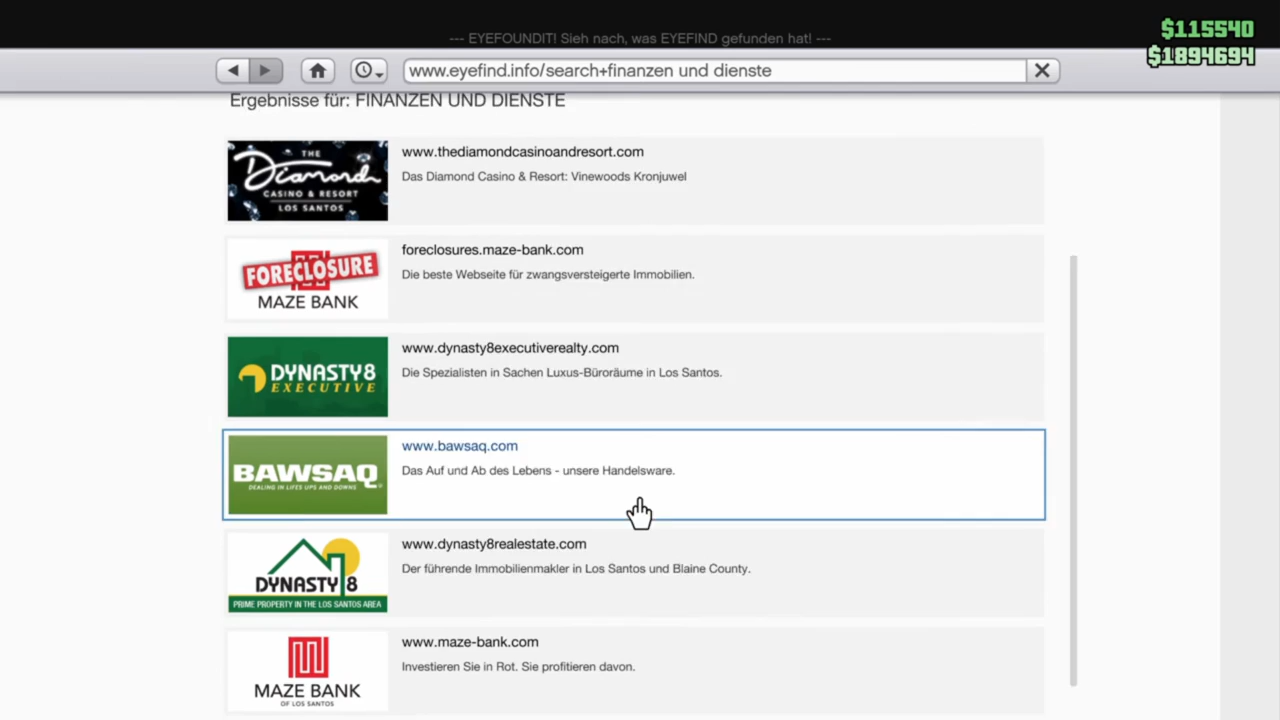 $115540
--- EYEFOUNDIT! Sieh nach, was EYEFIND gefunden hat! ---
$1894694
www.eyefind.info/search+finanzen und dienste
Ergebnisse für: FINANZEN UND DIENSTE
THE
Diamond
CASINO & RESORT
LOS SANTOS
www.thediamondcasinoandresort.com
Das Diamond Casino & Resort: Vinewoods Kronjuwel
FORECLOSURE
MAZE BANK
foreclosures.maze-bank.com
Die beste Webseite für zwangsversteigerte Immobilien.
DYNASTY 8
EXECUTIVE
www.dynasty8executiverealty.com
Die Spezialisten in Sachen Luxus-Büroräume in Los Santos.
BAWSAQ
DEALING IN LIFES UPS AND DOWNS
www.bawsaq.com
Das Auf und Ab des Lebens - unsere Handelsware.
DYNASTY 8
PRIME PROPERTY IN THE LOS SANTOS AREA
www.dynasty8realestate.com
Der führende Immobilienmakler in Los Santos und Blaine County.
MAZE BANK
OF LOS SANTOS
www.maze-bank.com
Investieren Sie in Rot. Sie profitieren davon.